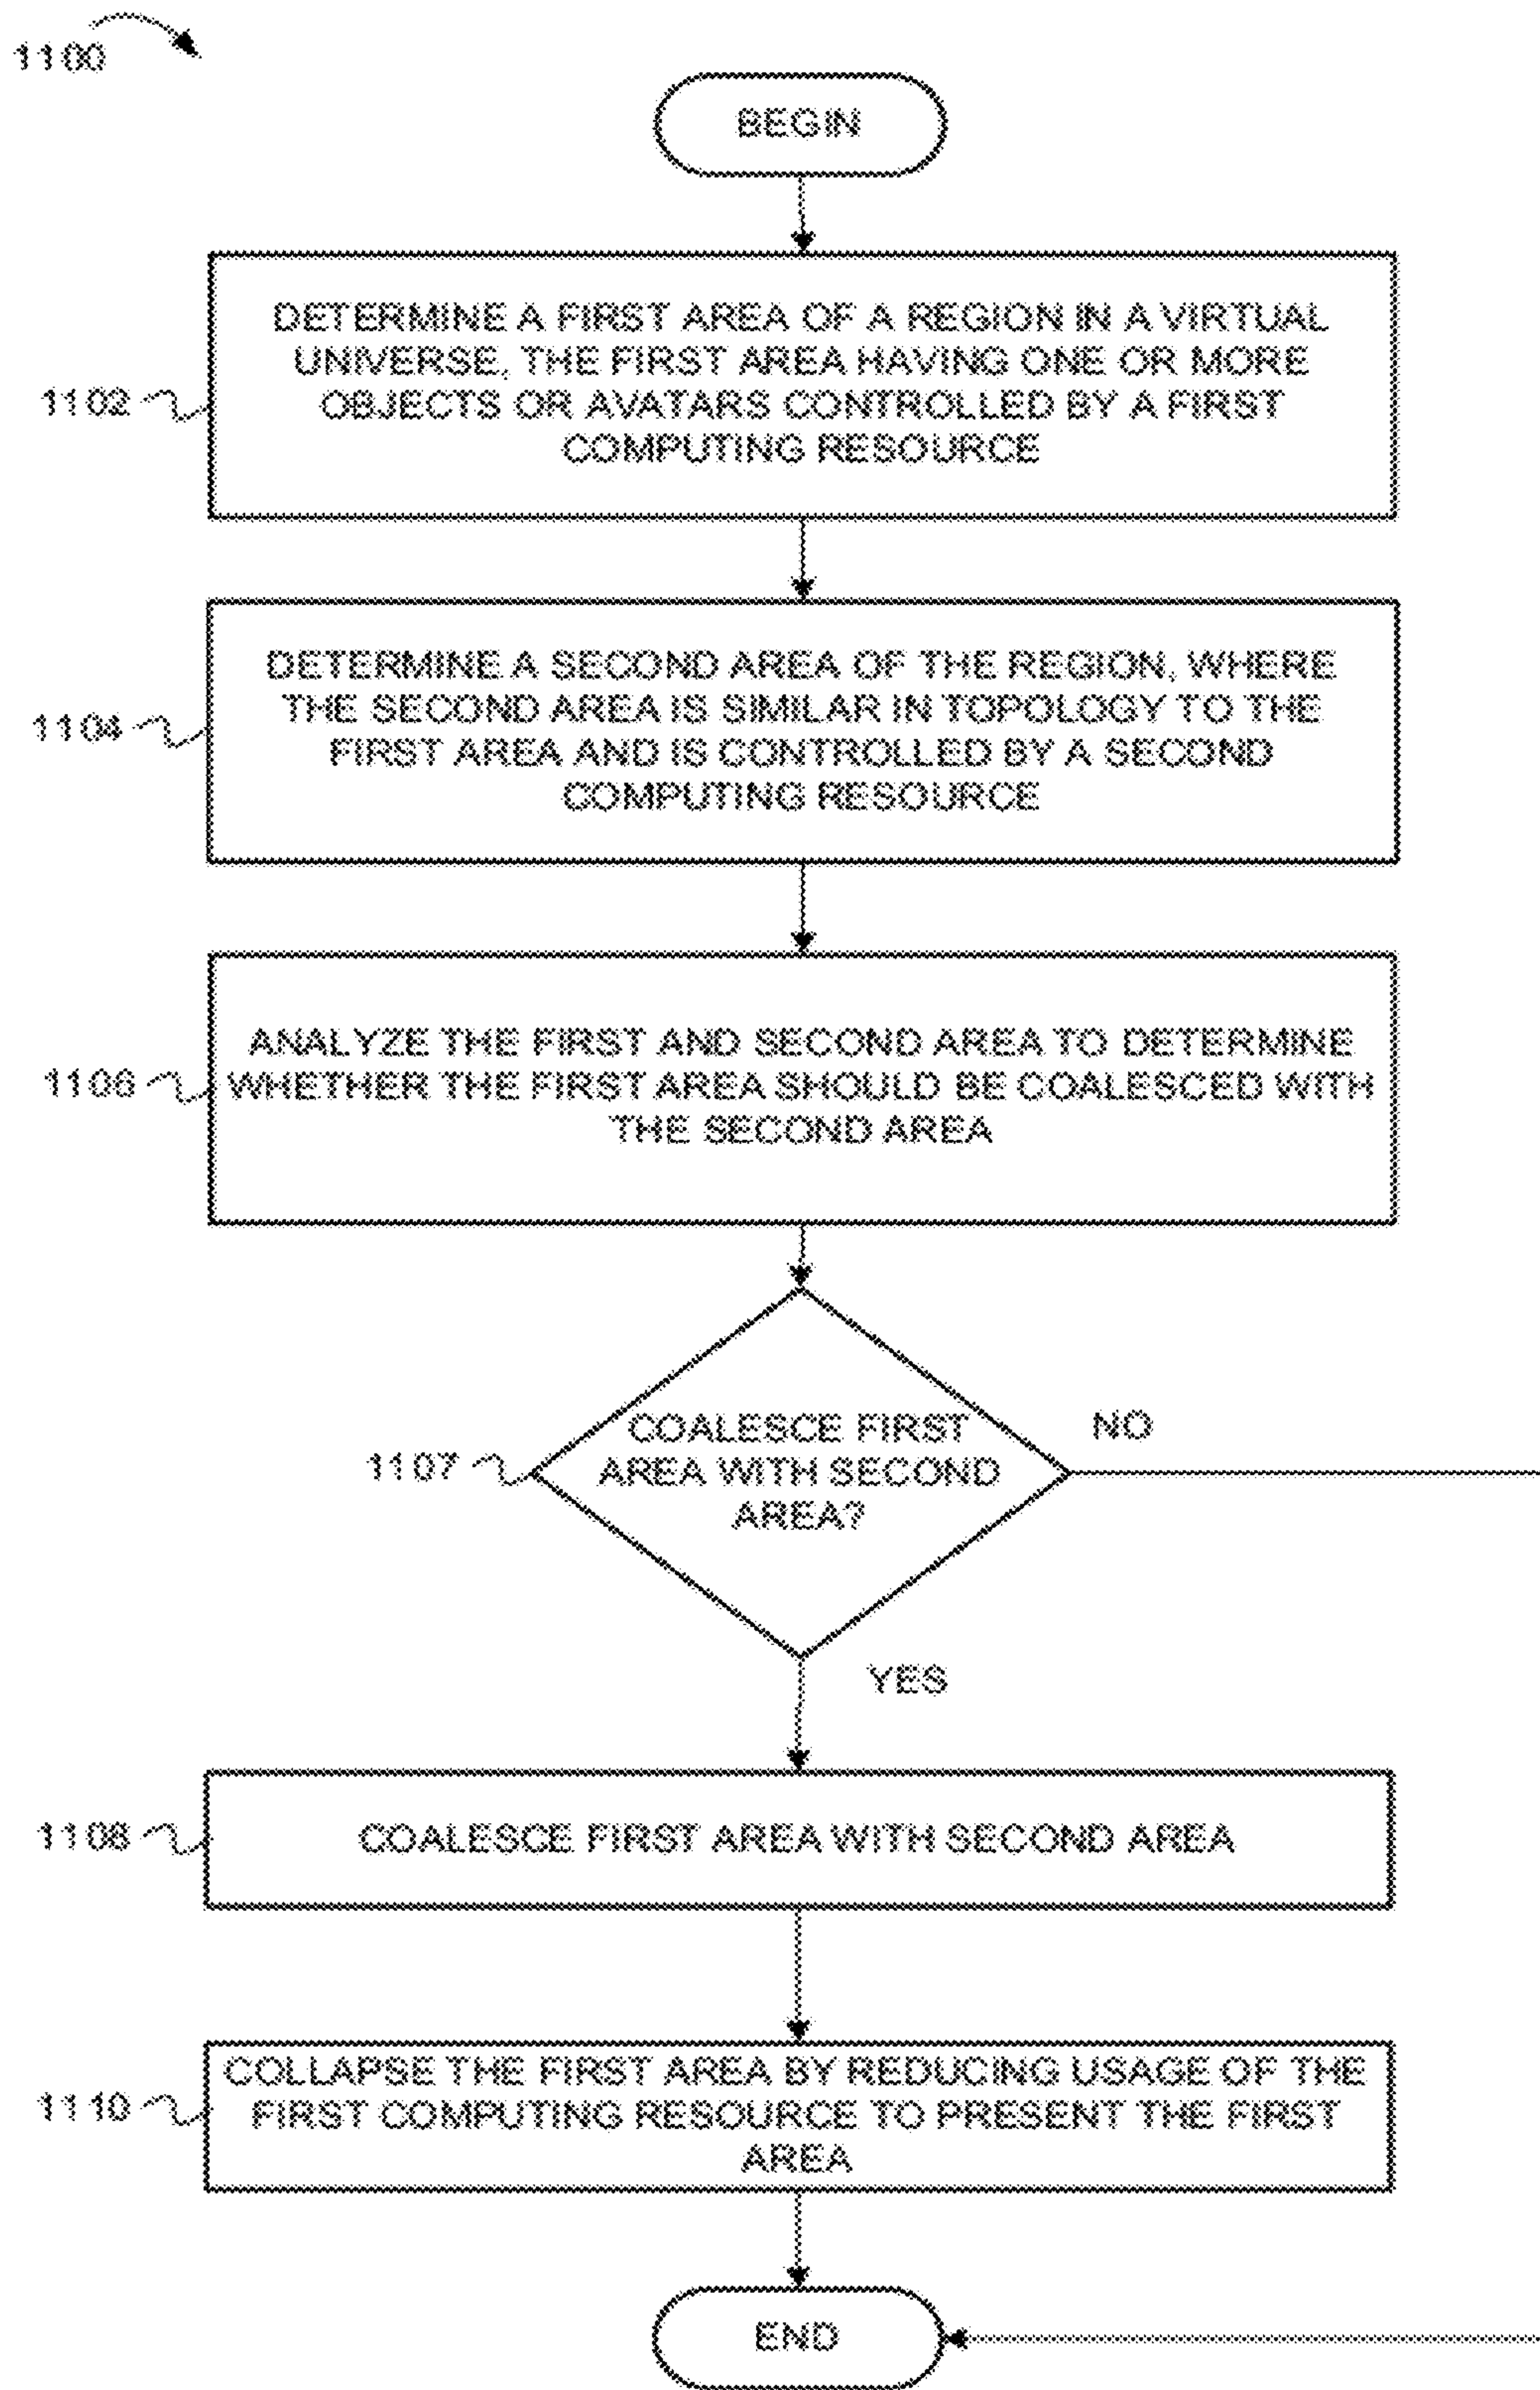 1100
BEGIN
DETERMINE A FIRST AREA OF A REGION IN A VIRTUAL
UNIVERSE, THE FIRST AREA HAVING ONE OR MORE
OBJECTS OR AVATARS CONTROLLED BY A FIRST
COMPUTING RESOURCE
1102
DETERMINE A SECOND AREA OF THE REGION, WHERE
THE SECOND AREA IS SIMILAR IN TOPOLOGY TO THE
FIRST AREA AND IS CONTROLLED BY A SECOND
COMPUTING RESOURCE
1104
ANALYZE THE FIRST AND SECOND AREA TO DETERMINE
WHETHER THE FIRST AREA SHOULD BE COALESCED WITH
THE SECOND AREA
1106
COALESCE FIRST
AREA WITH SECOND
AREA?
1107
NO
YES
COALESCE FIRST AREA WITH SECOND AREA
1108
COLLAPSE THE FIRST AREA BY REDUCING USAGE OF THE
FIRST COMPUTING RESOURCE TO PRESENT THE FIRST
AREA
1110
END